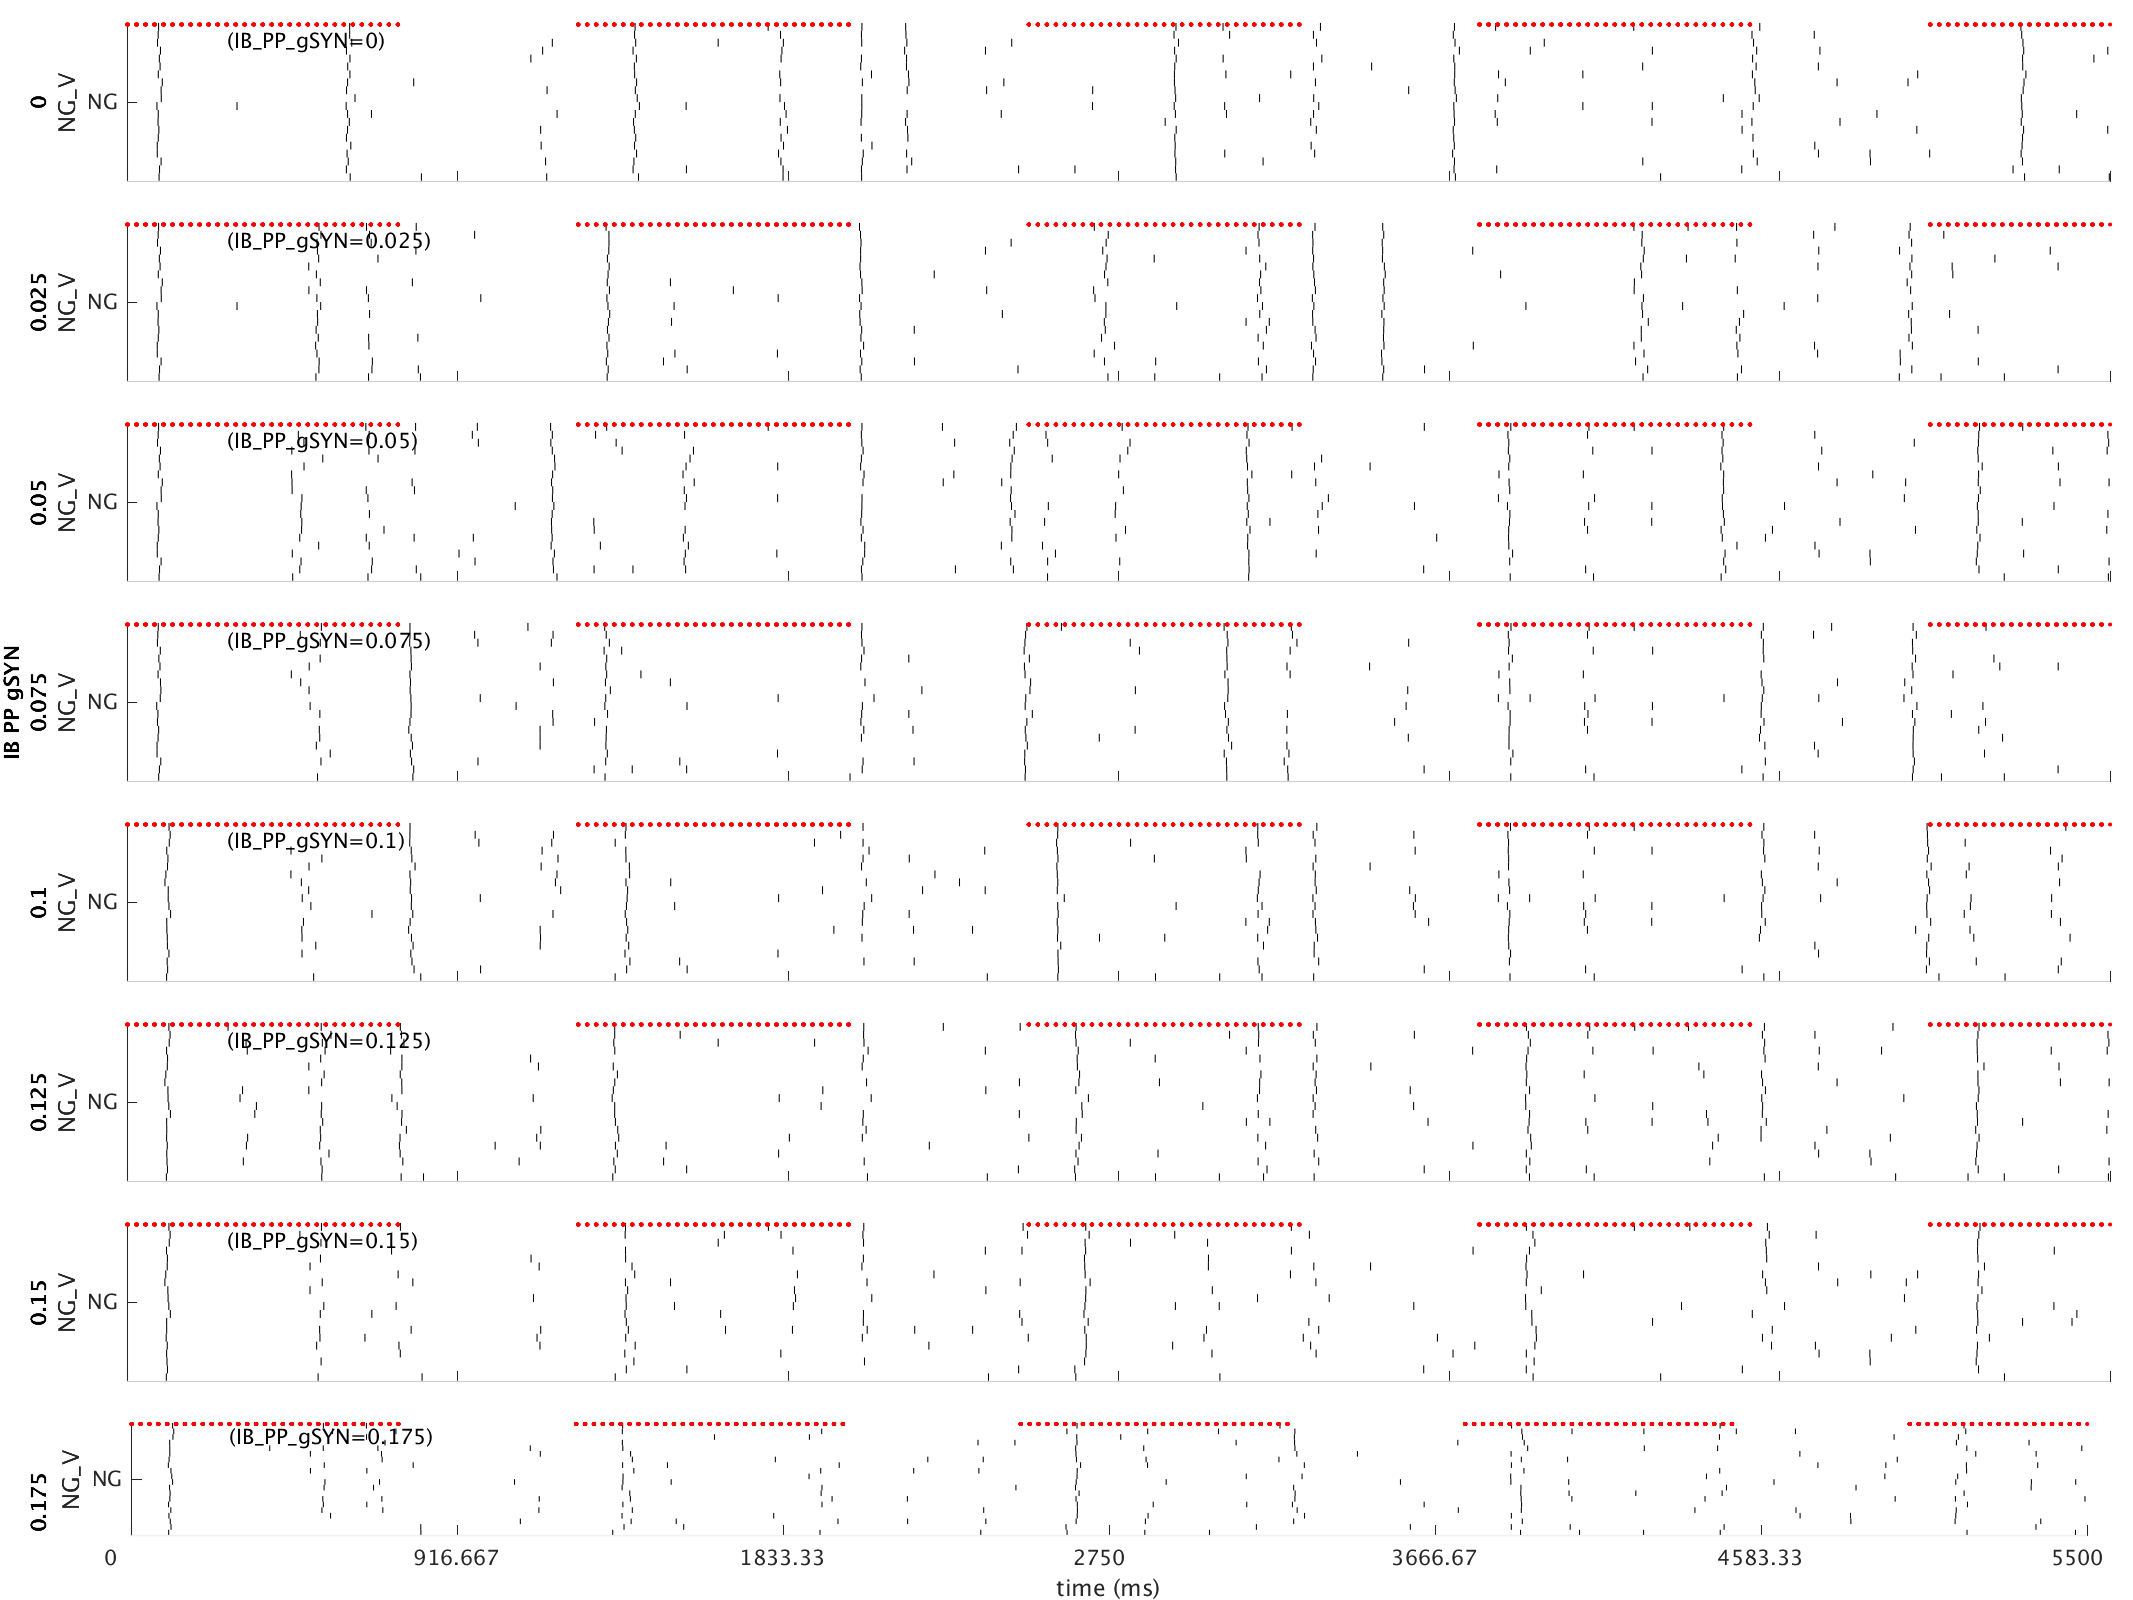 IB PP gSYN
0
NG_V
NG
(IB_PP_gSYN=0)
0.025
NG_V
NG
(IB_PP_gSYN=0.025)
0.05
NG_V
NG
(IB_PP_gSYN=0.05)
0.075
NG_V
NG
(IB_PP_gSYN=0.075)
0.1
NG_V
NG
(IB_PP_gSYN=0.1)
0.125
NG_V
NG
(IB_PP_gSYN=0.125)
0.15
NG_V
NG
(IB_PP_gSYN=0.15)
0.175
NG_V
NG
(IB_PP_gSYN=0.175)
0 916.667 1833.33 2750 3666.67 4583.33 5500
time (ms)